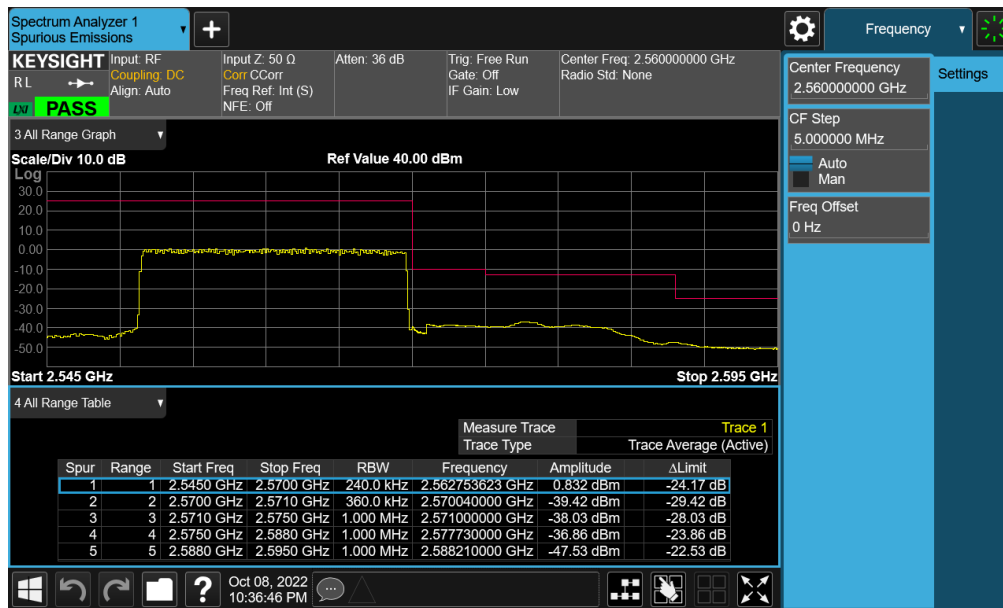 Spectrum Analyzer 1
Spurious Emissions
+
Frequency
KEYSIGHT Input: RF Input Z: 50 Ω Atten: 36 dB Trig: Free Run Center Freq: 2.560000000 GHz
R L Coupling: DC Corr CCorr Gate: Off Radio Std: None
Align: Auto Freq Ref: Int (S) IF Gain: Low
LXI PASS NFE: Off
Center Frequency
2.560000000 GHz
Settings
CF Step
5.000000 MHz
Auto
Man
Freq Offset
0 Hz
3 All Range Graph
Scale/Div 10.0 dB Ref Value 40.00 dBm
Log
30.0
20.0
10.0
0.00
-10.0
-20.0
-30.0
-40.0
-50.0
Start 2.545 GHz Stop 2.595 GHz
4 All Range Table
Measure Trace Trace 1
Trace Type Trace Average (Active)
Spur Range Start Freq Stop Freq RBW Frequency Amplitude ΔLimit
1 1 2.5450 GHz 2.5700 GHz 240.0 kHz 2.562753623 GHz 0.832 dBm -24.17 dB
2 2 2.5700 GHz 2.5710 GHz 360.0 kHz 2.570040000 GHz -39.42 dBm -29.42 dB
3 3 2.5710 GHz 2.5750 GHz 1.000 MHz 2.571000000 GHz -38.03 dBm -28.03 dB
4 4 2.5750 GHz 2.5880 GHz 1.000 MHz 2.577730000 GHz -36.86 dBm -23.86 dB
5 5 2.5880 GHz 2.5950 GHz 1.000 MHz 2.588210000 GHz -47.53 dBm -22.53 dB
? Oct 08, 2022
10:36:46 PM